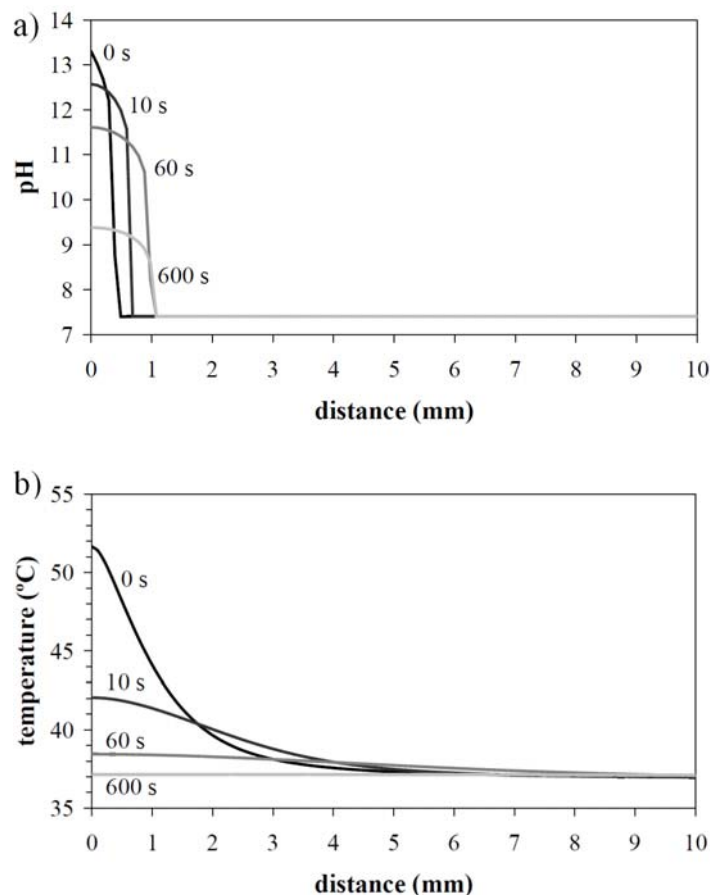 a)
14
13
12
11
10
9
8
7
pH
0 s
10 s
60 s
600 s
0 1 2 3 4 5 6 7 8 9 10
distance (mm)
b)
55
50
45
40
35
temperature (ºC)
0 s
10 s
60 s
600 s
0 1 2 3 4 5 6 7 8 9 10
distance (mm)